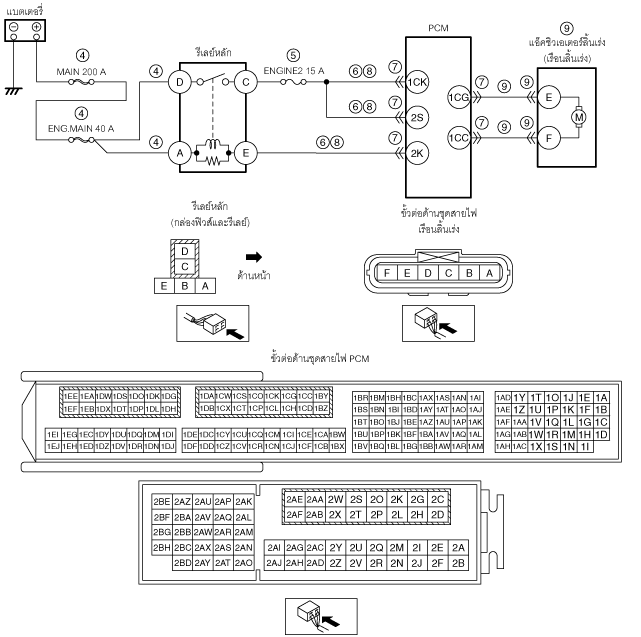 แบตเตอรี่
PCM
⑨
แอ็คชิวเอเตอร์ลิ้นเร่ง
(เรือนลิ้นเร่ง)
− +
④
รีเลย์หลัก
⑤
MAIN 200 A
④
ENGINE2 15 A
⑥⑧
⑦
D
C
1CK
⑦
⑨
⑨
1CG
E
④
⑥⑧
⑦
2S
M
ENG.MAIN 40 A
④
⑥⑧
⑦
⑦
⑨
⑨
1CC
F
A
E
2K
รีเลย์หลัก
(กล่องฟิวส์และรีเลย์)
ขั้วต่อด้านชุดสายไฟ
เรือนลิ้นเร่ง
D
C
E B A
ด้านหน้า
F E D C B A
ขั้วต่อด้านชุดสายไฟ PCM
1EE 1EA 1DW 1DS 1DO 1DK 1DG
1EF 1EB 1DX 1DT 1DP 1DL 1DH
1EI 1EG 1EC 1DY 1DU 1DQ 1DM 1DI
1EJ 1EH 1ED 1DZ 1DV 1DR 1DN 1DJ
1DA 1CW 1CS 1CO 1CK 1CG 1CC 1BY
1DB 1CX 1CT 1CP 1CL 1CH 1CD 1BZ
1DE 1DC 1CY 1CU 1CQ 1CM 1CI 1CE 1CA 1BW
1DF 1DD 1CZ 1CV 1CR 1CN 1CJ 1CF 1CB 1BX
1BR 1BM 1BH 1BC 1AX 1AS 1AN 1AI
1BS 1BN 1BI 1BD 1AY 1AT 1AO 1AJ
1BT 1BO 1BJ 1BE 1AZ 1AU 1AP 1AK
1BU 1BP 1BK 1BF 1BA 1AV 1AQ 1AL
1BV 1BQ 1BL 1BG 1BB 1AW 1AR 1AM
1AD 1Y 1T 1O 1J 1E 1A
1AE 1Z 1U 1P 1K 1F 1B
1AF 1AA 1V 1Q 1L 1G 1C
1AG 1AB 1W 1R 1M 1H 1D
1AH 1AC 1X 1S 1N 1I
2BE 2AZ 2AU 2AP 2AK
2BF 2BA 2AV 2AQ 2AL
2BG 2BB 2AW 2AR 2AM
2BH 2BC 2AX 2AS 2AN
2BD 2AY 2AT 2AO
2AE 2AA 2W 2S 2O 2K 2G 2C
2AF 2AB 2X 2T 2P 2L 2H 2D
2AI 2AG 2AC 2Y 2U 2Q 2M 2I 2E 2A
2AJ 2AH 2AD 2Z 2V 2R 2N 2J 2F 2B